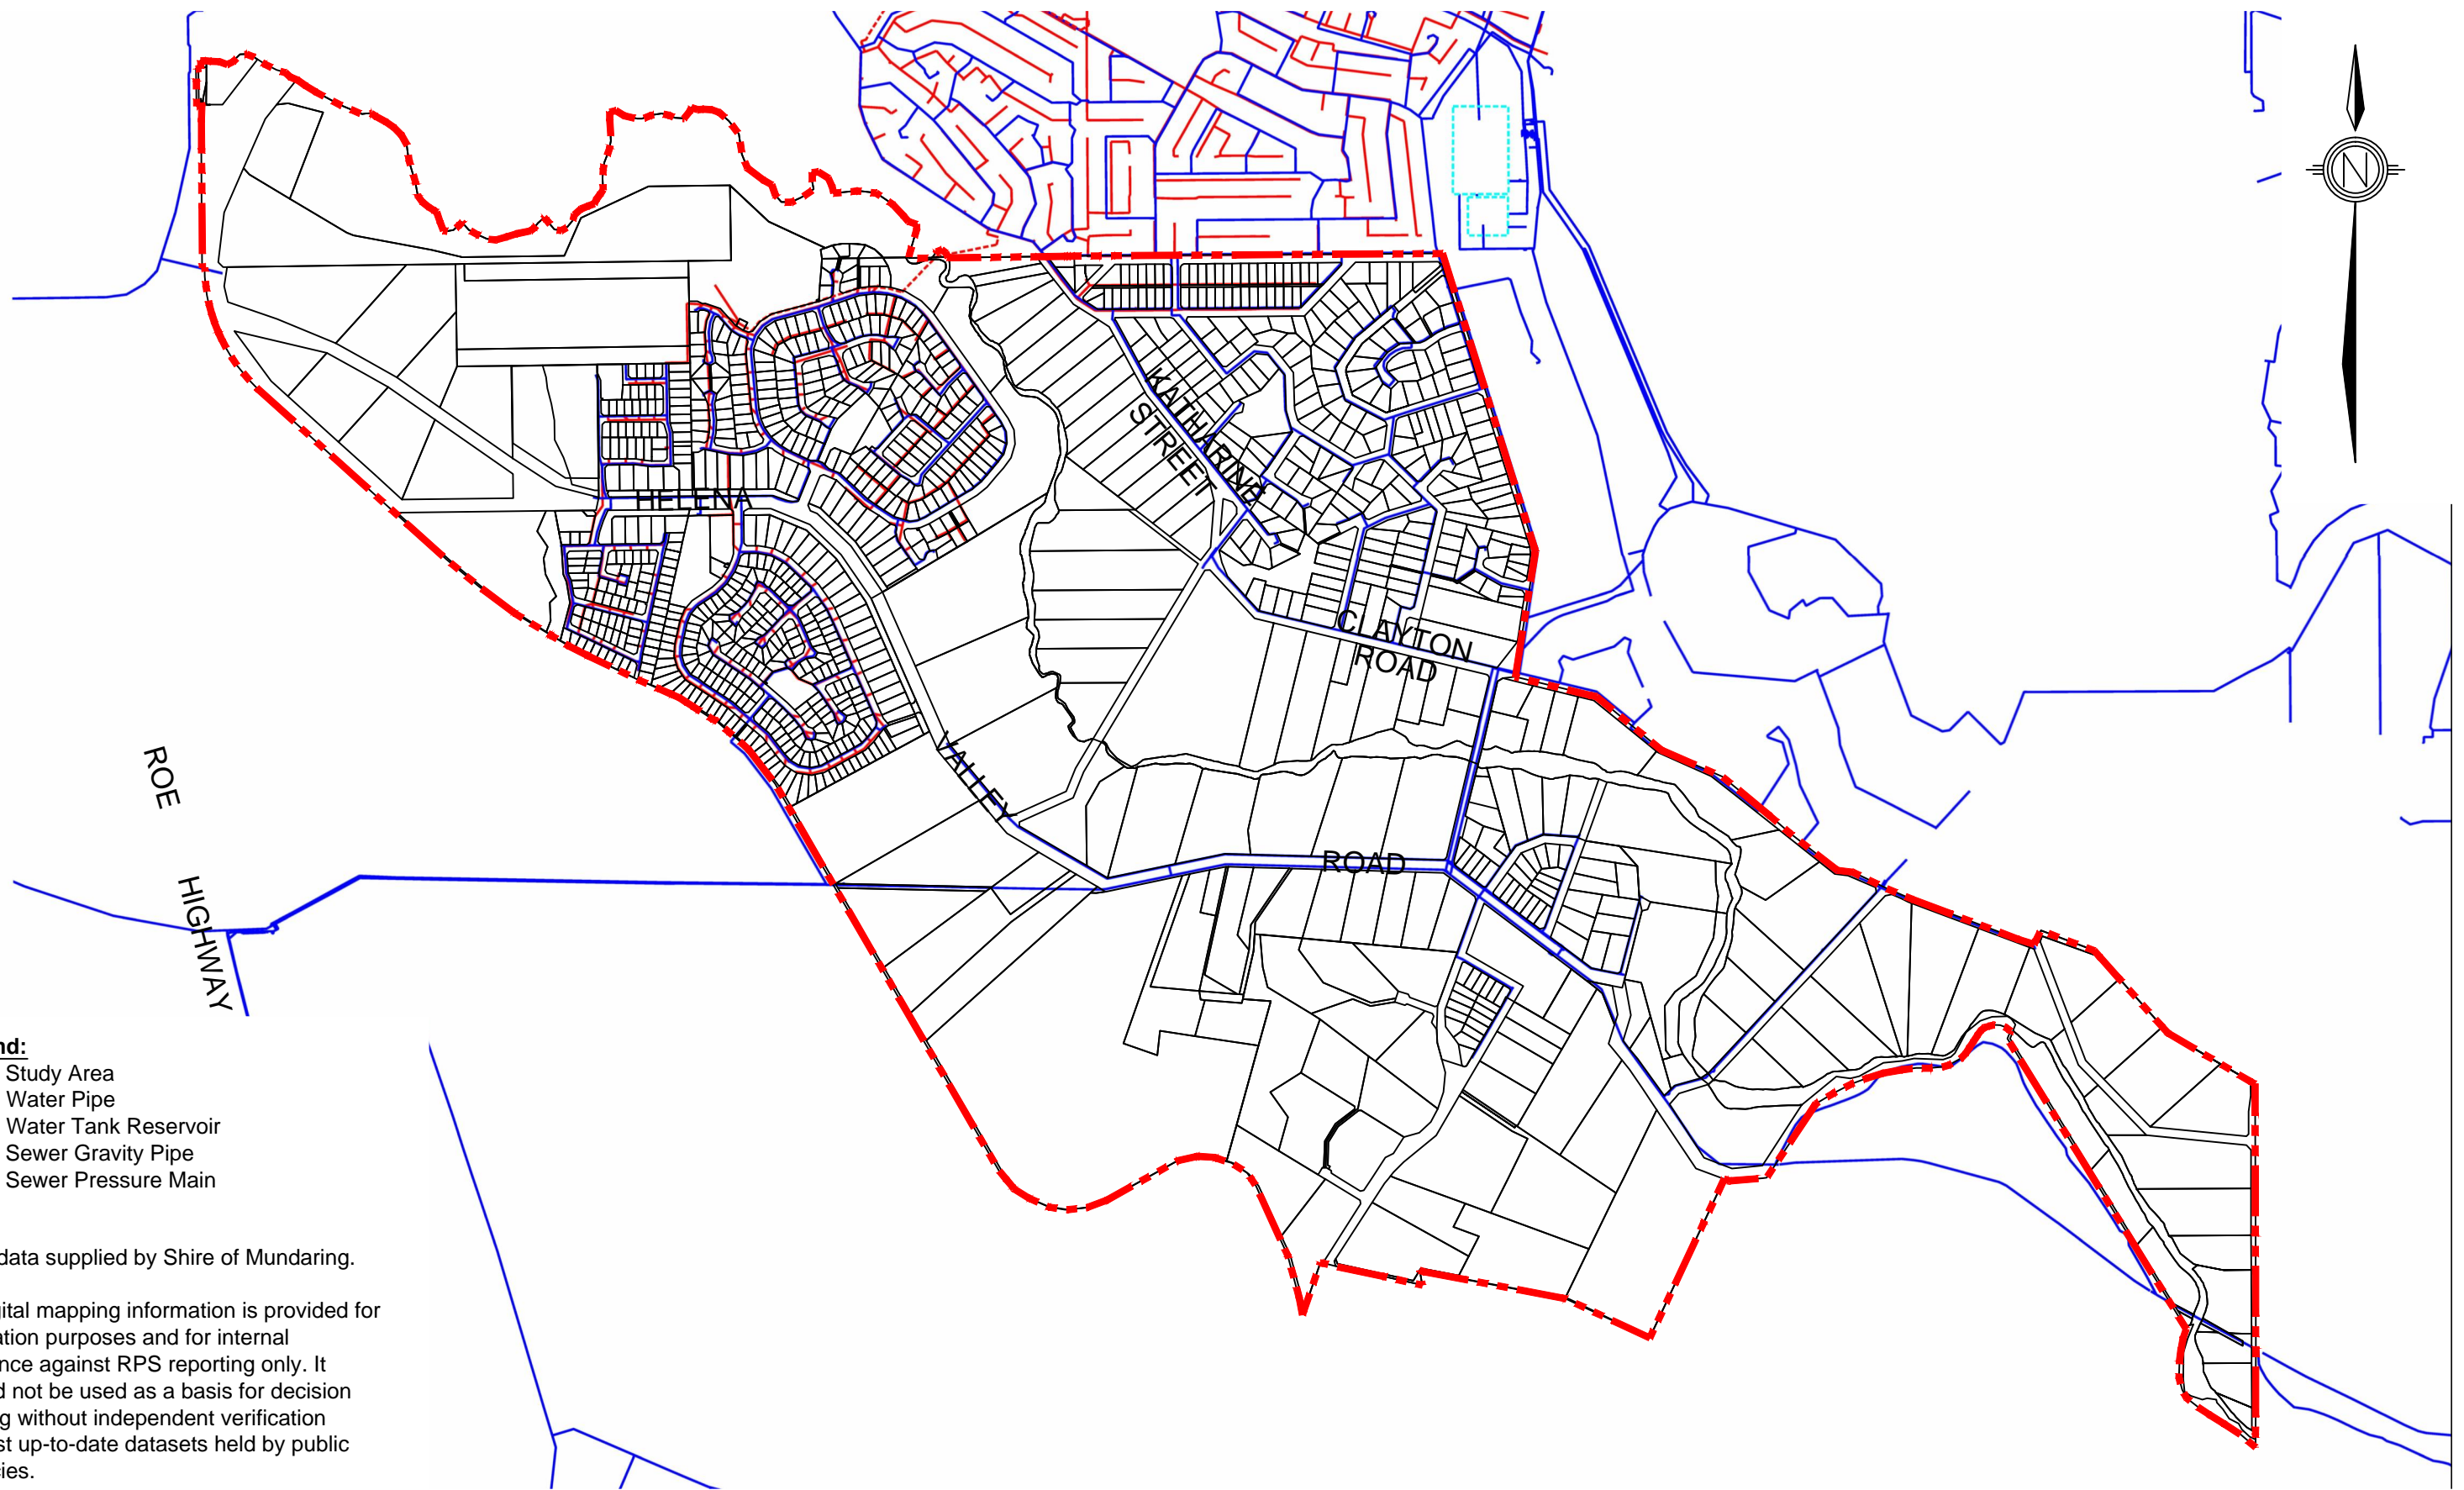 N
KATHARINE
STREET
HELENA
CLAYTON
ROAD
VALLEY
ROAD
ROE
HIGHWAY
nd:
Study Area
Water Pipe
Water Tank Reservoir
Sewer Gravity Pipe
Sewer Pressure Main
data supplied by Shire of Mundaring.
gital mapping information is provided for
ation purposes and for internal
nce against RPS reporting only. It
d not be used as a basis for decision
g without independent verification
st up-to-date datasets held by public
cies.